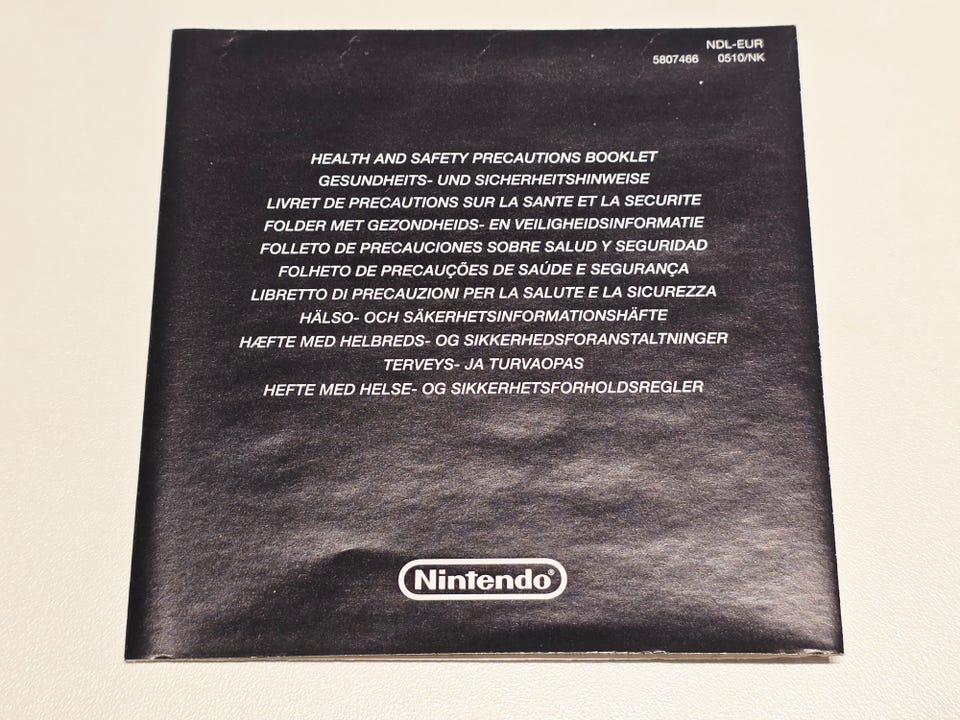 NDL-EUR
5807466 0510/NK
HEALTH AND SAFETY PRECAUTIONS BOOKLET
GESUNDHEITS- UND SICHERHEITSHINWEISE
LIVRET DE PRECAUTIONS SUR LA SANTE ET LA SECURITE
FOLDER MET GEZONDHEIDS- EN VEILIGHEIDSINFORMATIE
FOLLETO DE PRECAUCIONES SOBRE SALUD Y SEGURIDAD
FOLHETO DE PRECAUÇÕES DE SAÚDE E SEGURANÇA
LIBRETTO DI PRECAUZIONI PER LA SALUTE E LA SICUREZZA
HÄLSO- OCH SÄKERHETSINFORMATIONSHÄFTE
HÆFTE MED HELBREDS- OG SIKKERHEDSFORANSTALTNINGER
TERVEYS- JA TURVAOPAS
HEFTE MED HELSE- OG SIKKERHETSFORHOLDSREGLER
Nintendo®